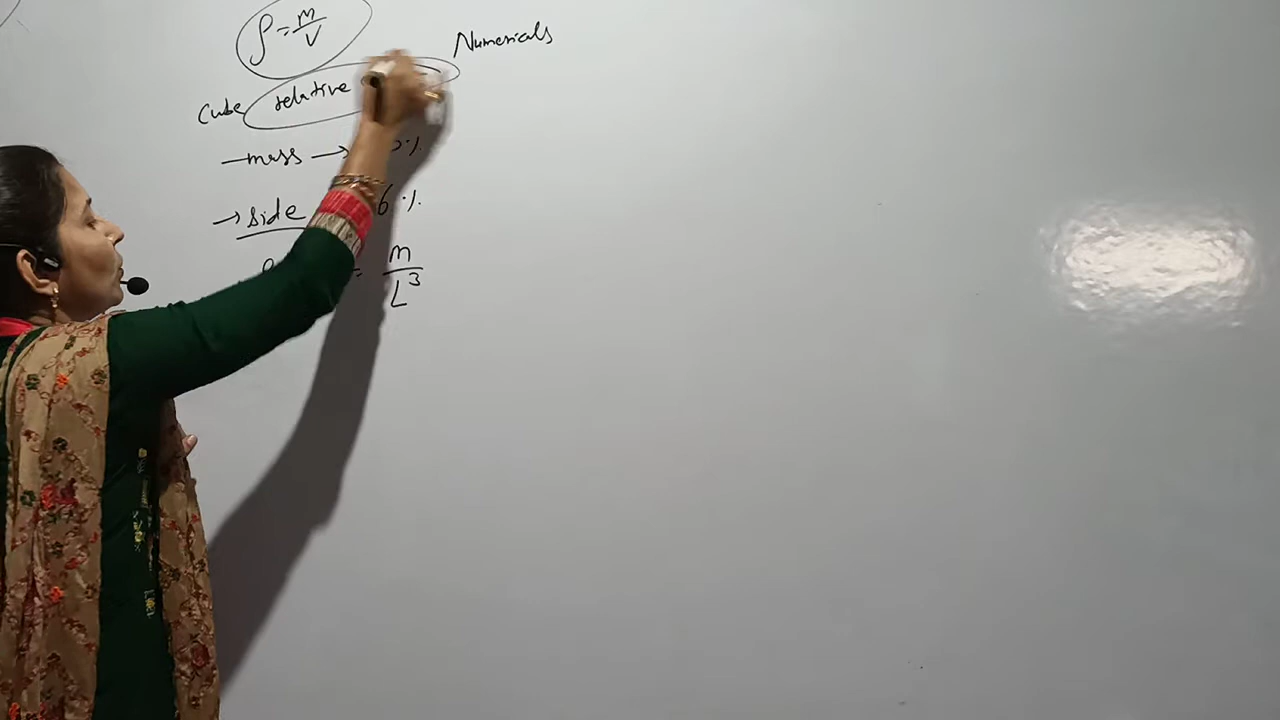 ρ = m/V
Numericals
Cube relative
— mass → %
→ side 6 %
= m/L³